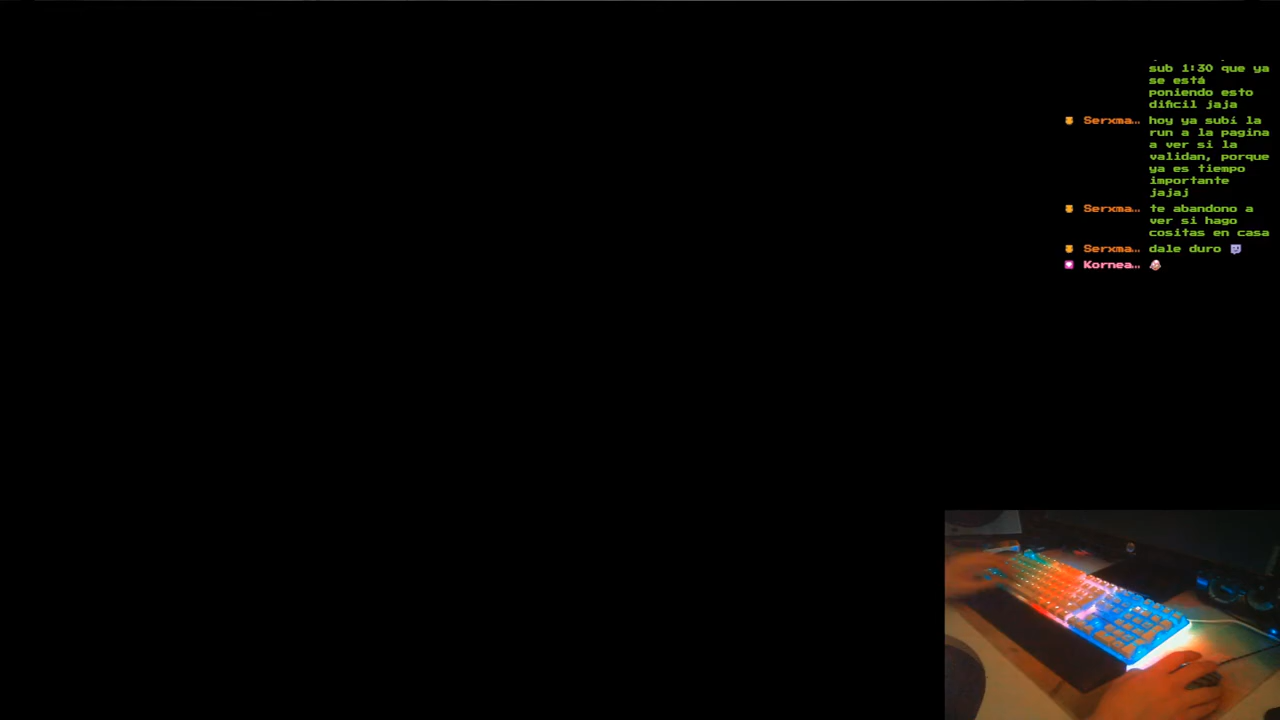 sub 1:30 que ya
se está
poniendo esto
dificil jaja
Serxma… hoy ya subí la
run a la pagina
a ver si la
validan, porque
ya es tiempo
importante
jajaj
Serxma… te abandono a
ver si hago
cositas en casa
Serxma… dale duro
Kornea…